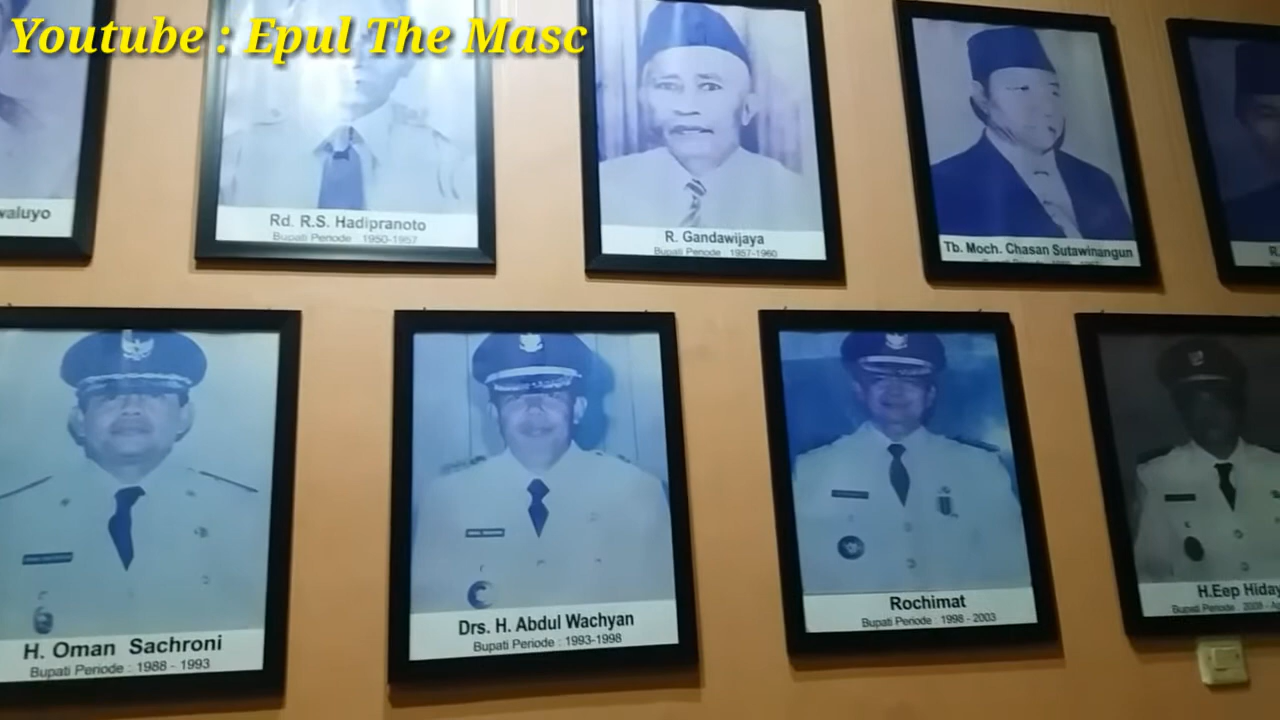 Youtube : Epul The Masc
waluyo
Rd. R.S. Hadipranoto
Bupati Periode : 1950-1957
R. Gandawijaya
Bupati Periode : 1957-1960
Tb. Moch. Chasan Sutawinangun
R.
H. Oman Sachroni
Bupati Periode : 1988 - 1993
Drs. H. Abdul Wachyan
Bupati Periode : 1993-1998
Rochimat
Bupati Periode : 1998 - 2003
H.Eep Hiday
Bupati Periode : 2008 - A